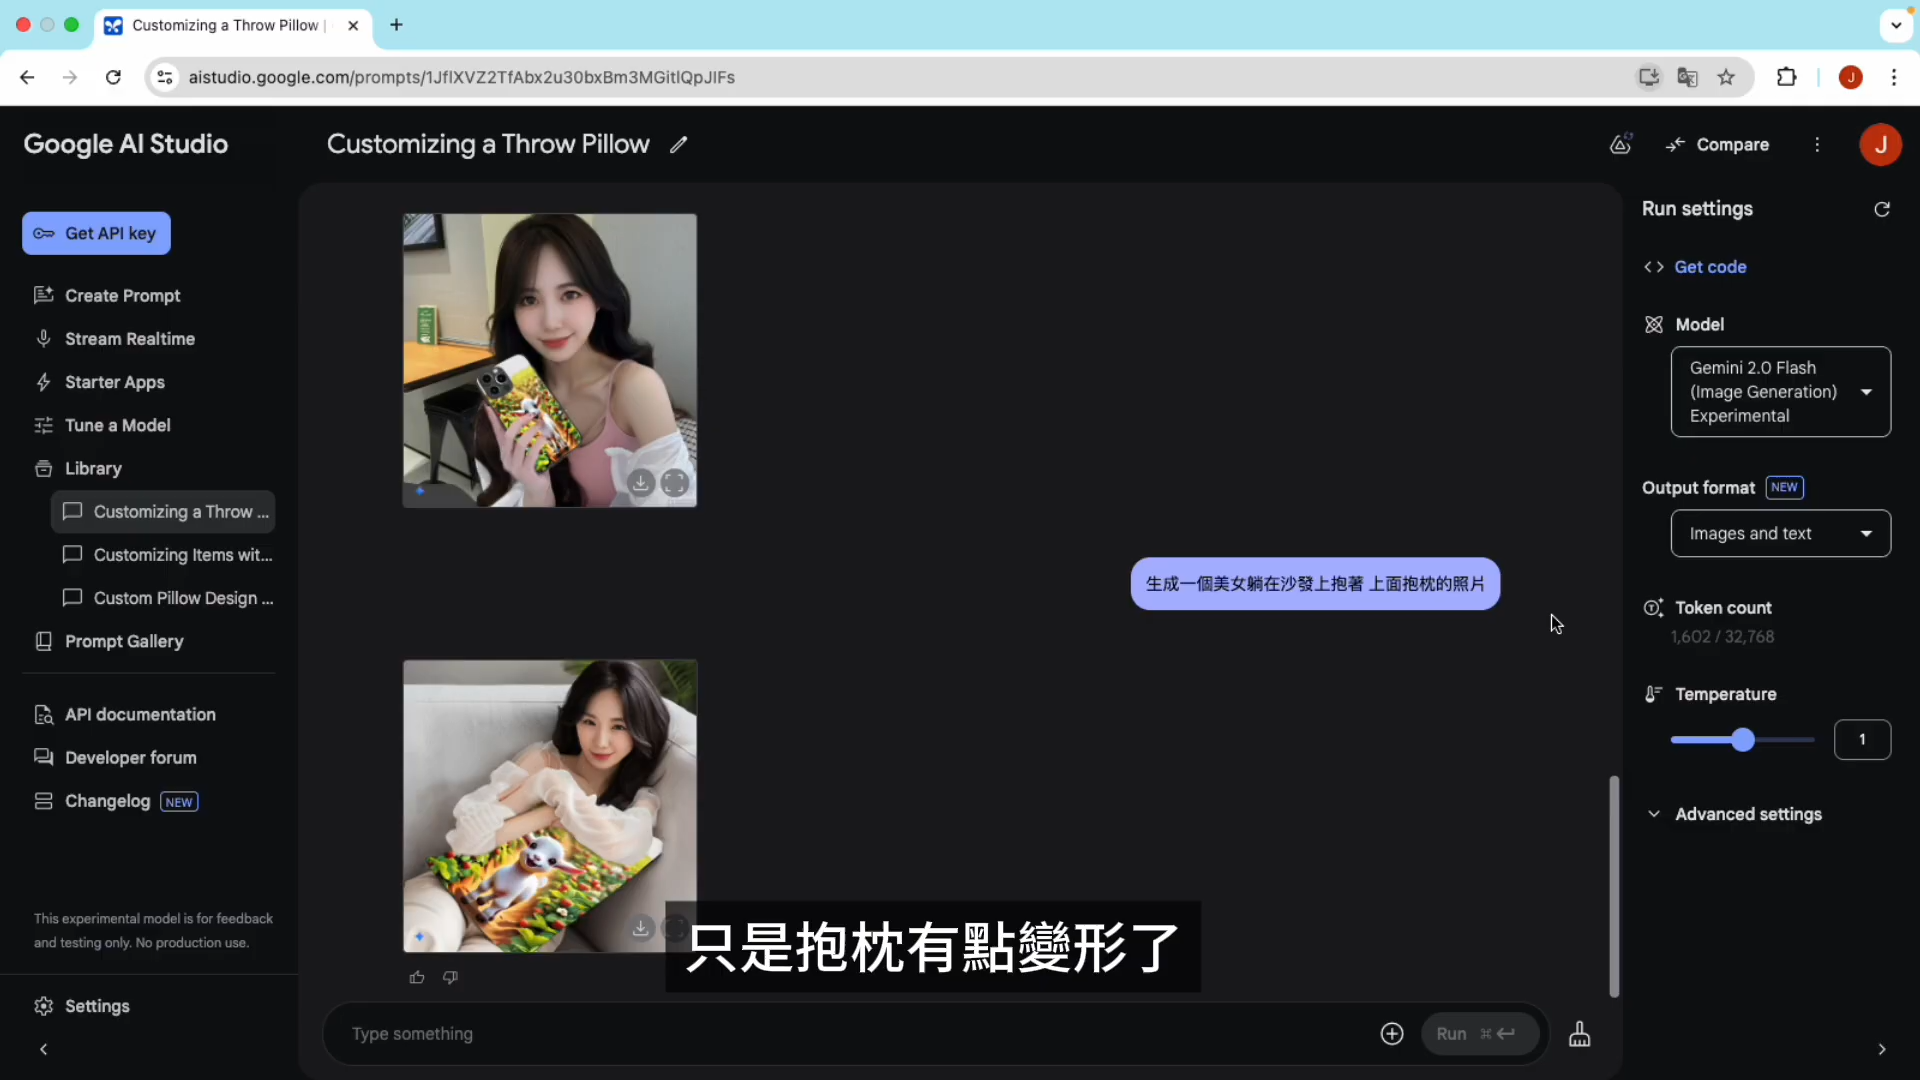 Customizing a Throw Pillow |
aistudio.google.com/prompts/1JfIXVZ2TfAbx2u30bxBm3MGitIQpJIFs
J
Google AI Studio
Customizing a Throw Pillow
Compare
J
Get API key
Create Prompt
Stream Realtime
Starter Apps
Tune a Model
Library
Customizing a Throw ...
Customizing Items wit...
Custom Pillow Design ...
Prompt Gallery
API documentation
Developer forum
Changelog NEW
This experimental model is for feedback
and testing only. No production use.
Settings
生成一個美女躺在沙發上抱著 上面抱枕的照片
只是抱枕有點變形了
Type something
Run ⌘
Run settings
Get code
Model
Gemini 2.0 Flash
(Image Generation)
Experimental
Output format NEW
Images and text
Token count
1,602 / 32,768
Temperature
1
Advanced settings